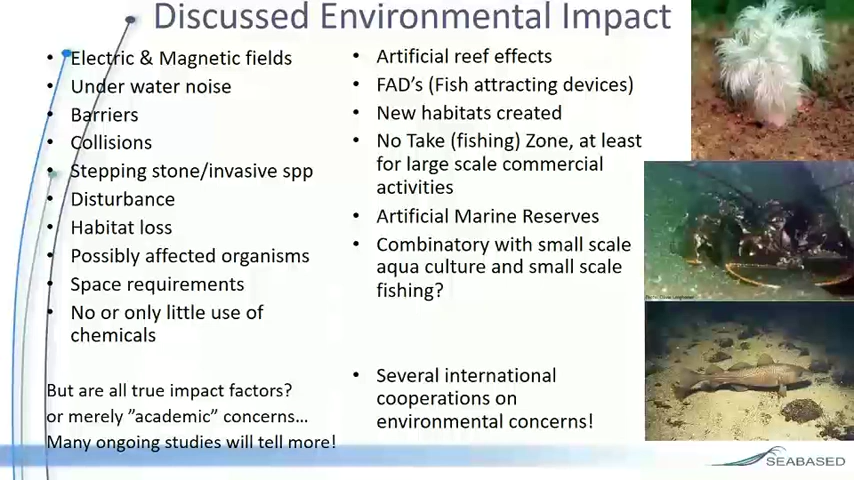 Discussed Environmental Impact
• Electric & Magnetic fields
• Under water noise
• Barriers
• Collisions
• Stepping stone/invasive spp
• Disturbance
• Habitat loss
• Possibly affected organisms
• Space requirements
• No or only little use of
chemicals
But are all true impact factors?
or merely ”academic” concerns…
Many ongoing studies will tell more!
• Artificial reef effects
• FAD’s (Fish attracting devices)
• New habitats created
• No Take (fishing) Zone, at least
for large scale commercial
activities
• Artificial Marine Reserves
• Combinatory with small scale
aqua culture and small scale
fishing?
• Several international
cooperations on
environmental concerns!
SEABASED